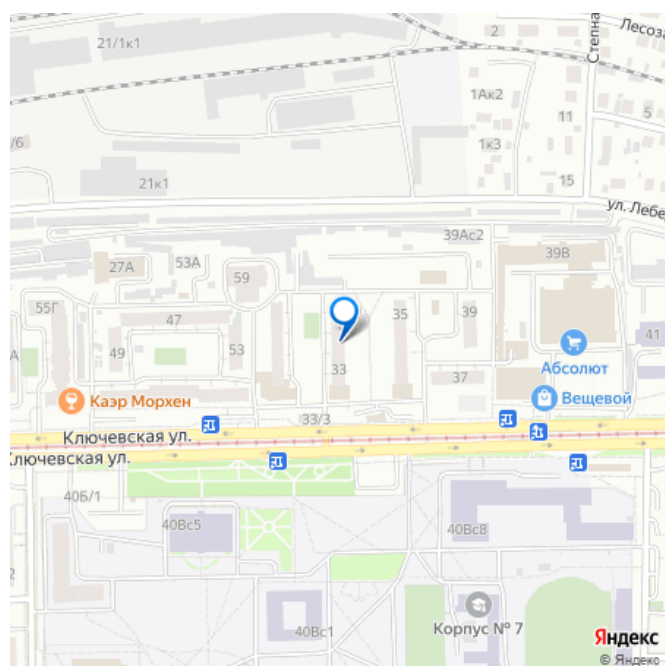 21/1к1
2
Лесоза
Степна
1Ак2
11
5
/6
1к3
21к1
15
ул. Лебе
39Ас2
27А
53А
59
39В
55Г
47
35
39
41
А
49
53
33
37
Абсолют
Каэр Морхен
Вещевой
33/3
Ключевская ул.
Ключевская ул.
40Б/1
40Вс5
40Вс8
2
Корпус № 7
40Вс1
Яндекс
© Яндекс